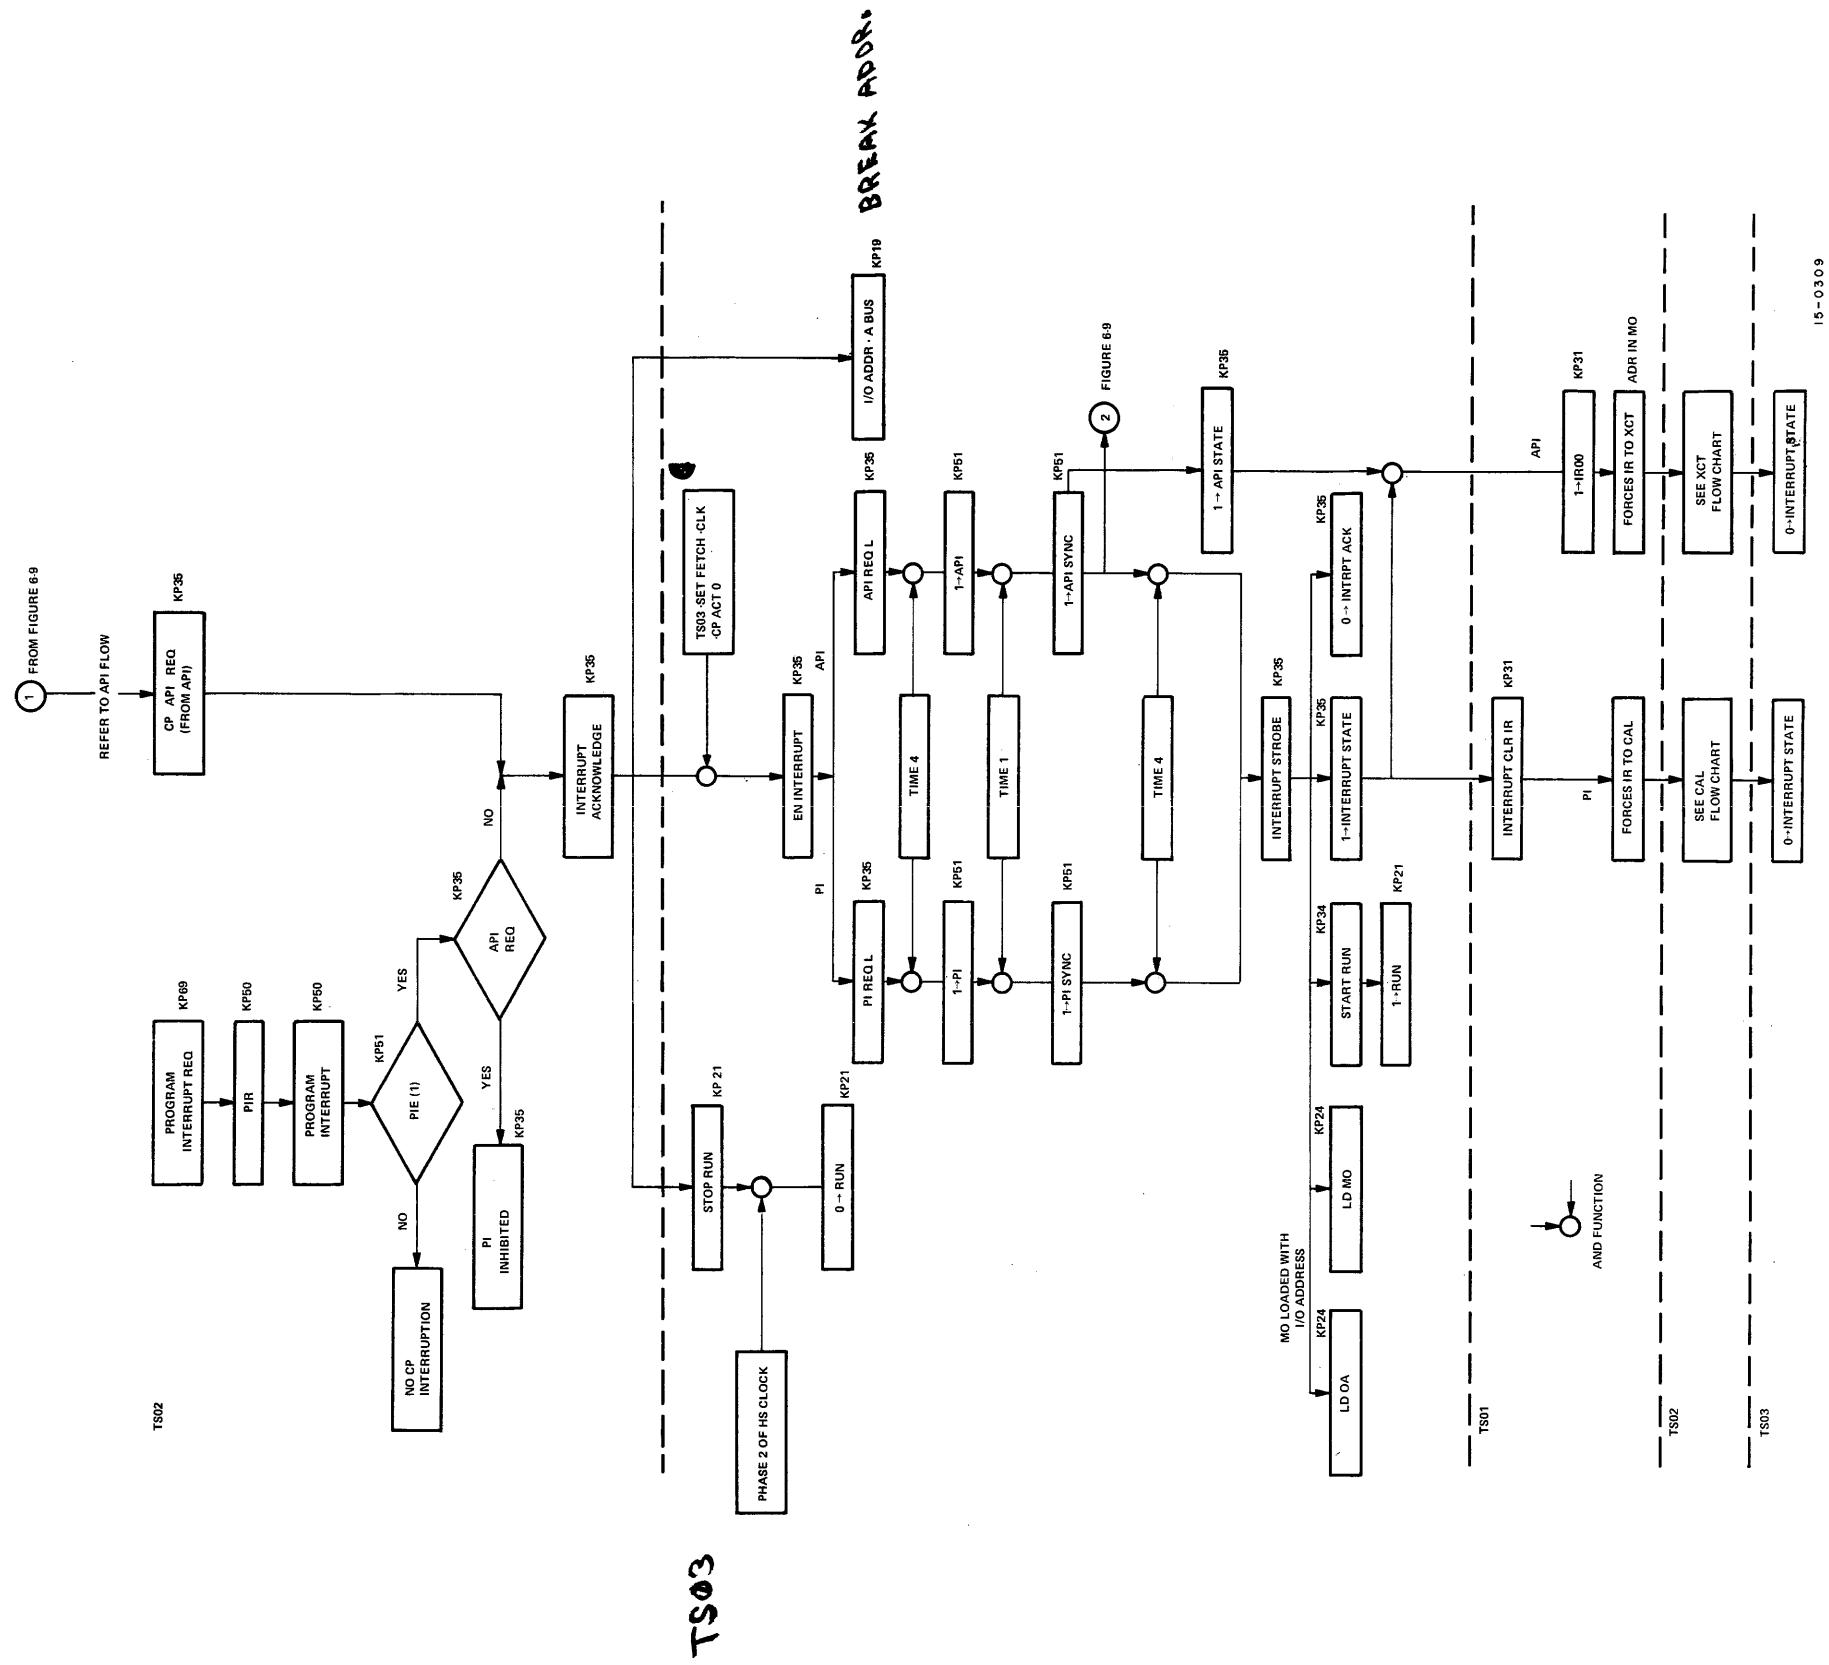 1
FROM FIGURE 6-9
REFER TO API FLOW
KP35
CP API REQ
(FROM API)
TS02
KP69
PROGRAM
INTERRUPT REQ
KP50
PIR
KP50
PROGRAM
INTERRUPT
KP51
PIE (1)
YES
NO
NO CP
INTERRUPTION
KP35
API
REQ
NO
YES
KP35
PI
INHIBITED
KP35
INTERRUPT
ACKNOWLEDGE
TS03
TS03 ·SET FETCH ·CLK
·CP ACT 0
KP 21
STOP RUN
PHASE 2 OF HS CLOCK
KP21
0→ RUN
KP35
EN INTERRUPT
PI
API
KP35
PI REQ L
KP35
API REQ L
KP19
I/O ADDR · A BUS
BREAK ADDR.
TIME 4
KP51
1→PI
KP51
1→API
TIME 1
KP51
1→PI SYNC
KP51
1→API SYNC
2
FIGURE 6-9
TIME 4
KP35
1→ API STATE
KP35
INTERRUPT STROBE
MO LOADED WITH
I/O ADDRESS
KP24
LD OA
KP24
LD MO
KP34
START RUN
KP35
1→INTERRUPT STATE
KP35
0→ INTRPT ACK
KP21
1→RUN
TS01
KP31
INTERRUPT CLR IR
API
KP31
1→IR00
PI
FORCES IR TO CAL
ADR IN MO
FORCES IR TO XCT
AND FUNCTION
TS02
SEE CAL
FLOW CHART
SEE XCT
FLOW CHART
TS03
0→INTERRUPT STATE
0→INTERRUPT STATE
15-0309